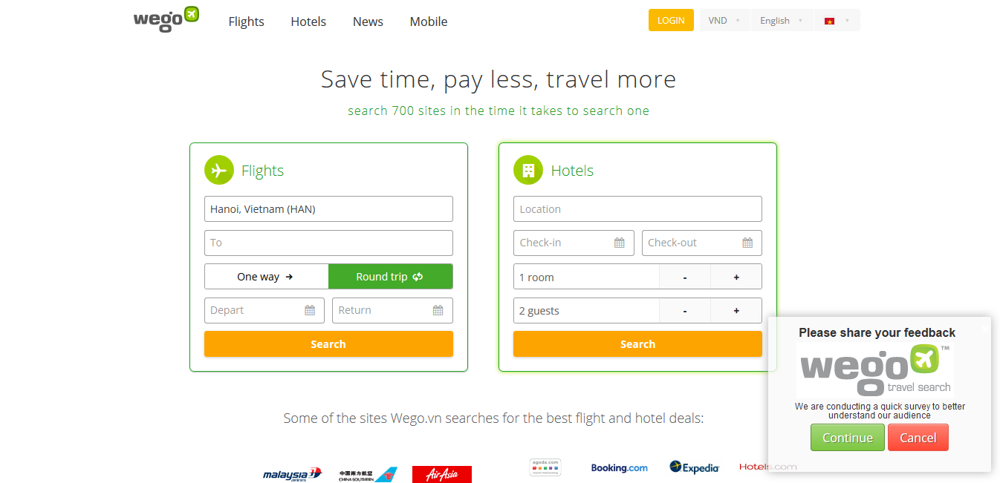 wego
Flights
Hotels
News
Mobile
LOGIN
VND
English
Save time, pay less, travel more
search 700 sites in the time it takes to search one
Flights
Hanoi, Vietnam (HAN)
To
One way
Round trip
Depart
Return
Search
Hotels
Location
Check-in
Check-out
1 room
-
+
2 guests
-
+
Search
Please share your feedback
wego™
travel search
We are conducting a quick survey to better
understand our audience
Continue
Cancel
Some of the sites Wego.vn searches for the best flight and hotel deals:
malaysia
airlines
中国南方航空
CHINA SOUTHERN
AirAsia
agoda.com
Booking.com
Expedia
Hotels.com